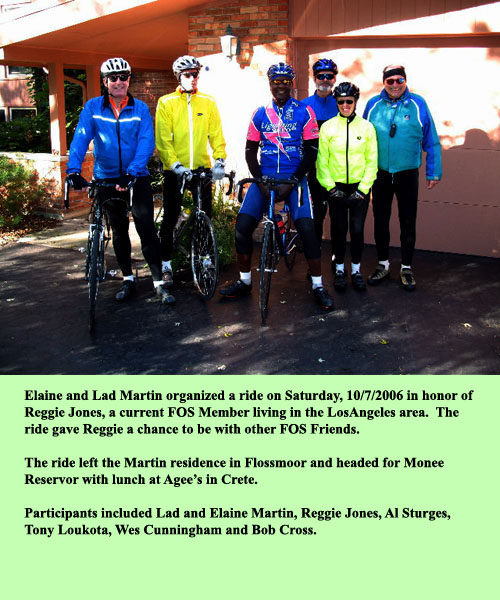 Elaine and Lad Martin organized a ride on Saturday, 10/7/2006 in honor of
Reggie Jones, a current FOS Member living in the LosAngeles area.  The
ride gave Reggie a chance to be with other FOS Friends.
The ride left the Martin residence in Flossmoor and headed for Monee
Reservor with lunch at Agee's in Crete.
Participants included Lad and Elaine Martin, Reggie Jones, Al Sturges,
Tony Loukota, Wes Cunningham and Bob Cross.